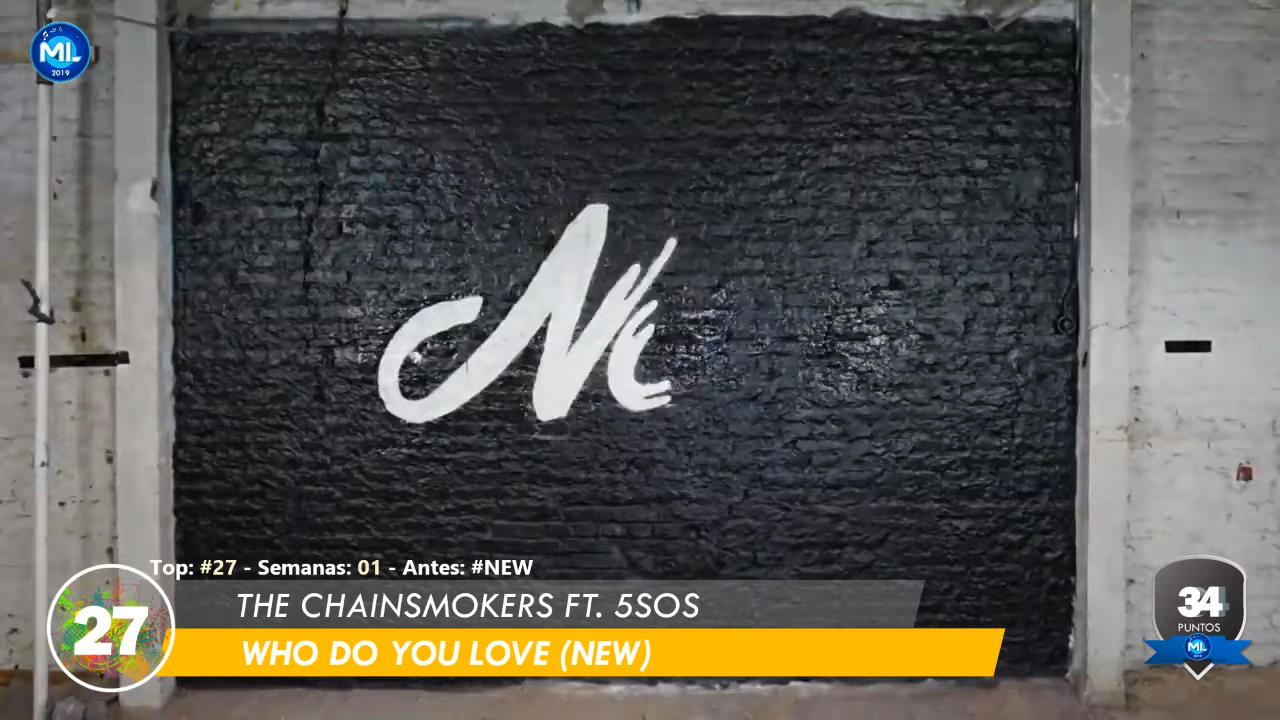 ML
2019
Top: #27 - Semanas: 01 - Antes: #NEW
27
THE CHAINSMOKERS FT. 5SOS
WHO DO YOU LOVE (NEW)
34
PUNTOS
ML